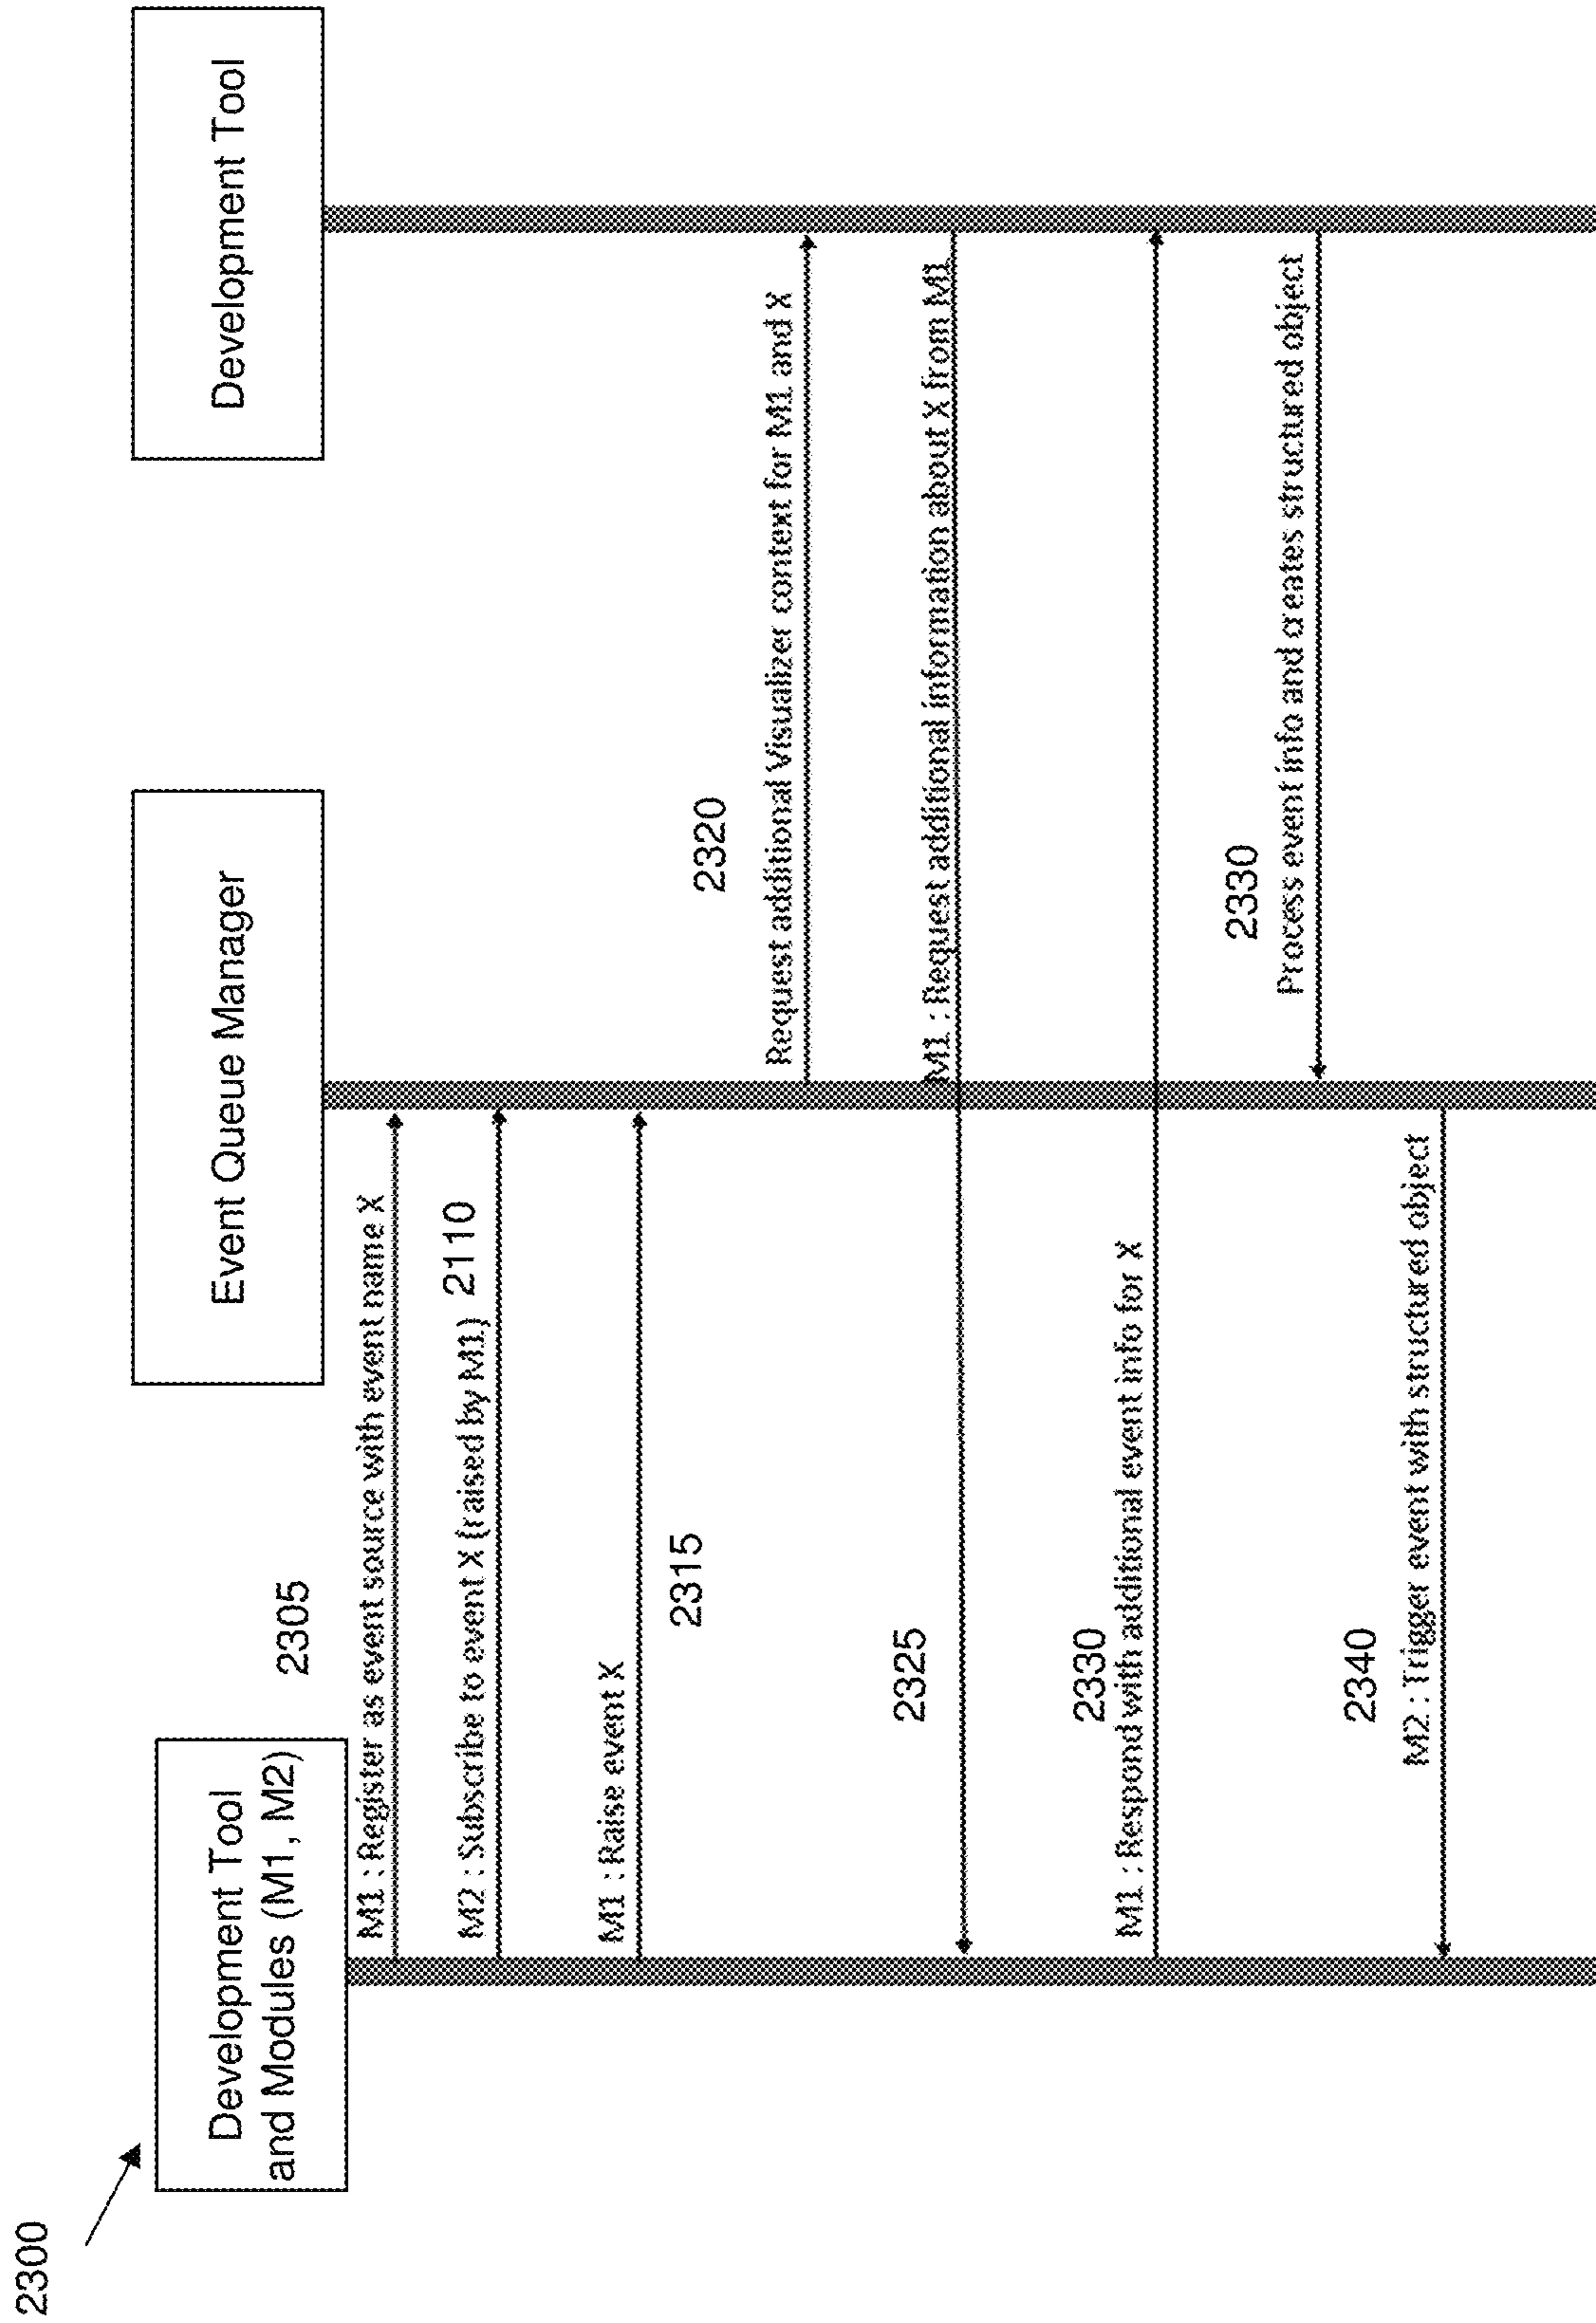 2300
Development Tool
and Modules (M1, M2)
Event Queue Manager
Development Tool
2305
M1 : Register as event source with event name X
M2 : Subscribe to event X (raised by M1)
2110
M1 : Raise event X
2315
2320
Request additional Visualizer context for M1 and X
2325
M1 : Request additional information about X from M1
2330
M1 : Respond with additional event info for X
2330
Process event info and creates structured object
2340
M2 : Trigger event with structured object